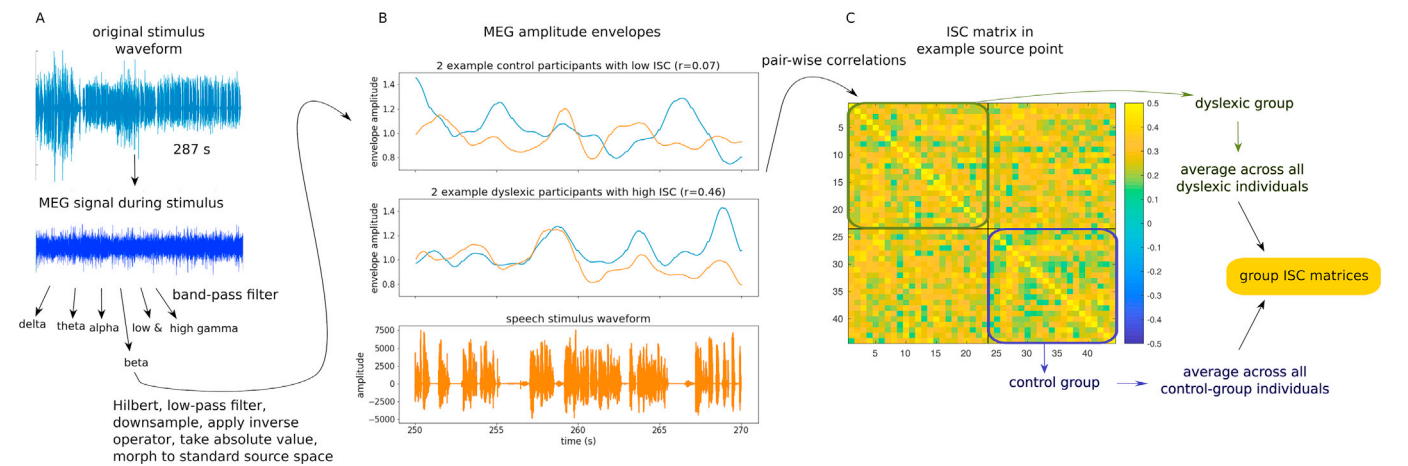 A
original stimulus
waveform
287 s
MEG signal during stimulus
band-pass filter
delta
theta
alpha
low &
high gamma
beta
Hilbert, low-pass filter,
downsample, apply inverse
operator, take absolute value,
morph to standard source space
B
MEG amplitude envelopes
2 example control participants with low ISC (r=0.07)
envelope amplitude
1.4
1.2
1.0
0.8
2 example dyslexic participants with high ISC (r=0.46)
envelope amplitude
1.4
1.2
1.0
0.8
speech stimulus waveform
amplitude
7500
5000
2500
0
−2500
−5000
250
255
260
265
270
time (s)
pair-wise correlations
C
ISC matrix in
example source point
5
10
15
20
25
30
35
40
5
10
15
20
25
30
35
40
0.5
0.4
0.3
0.2
0.1
0
-0.1
-0.2
-0.3
-0.4
-0.5
dyslexic group
average across all
dyslexic individuals
group ISC matrices
control group
average across all
control-group individuals